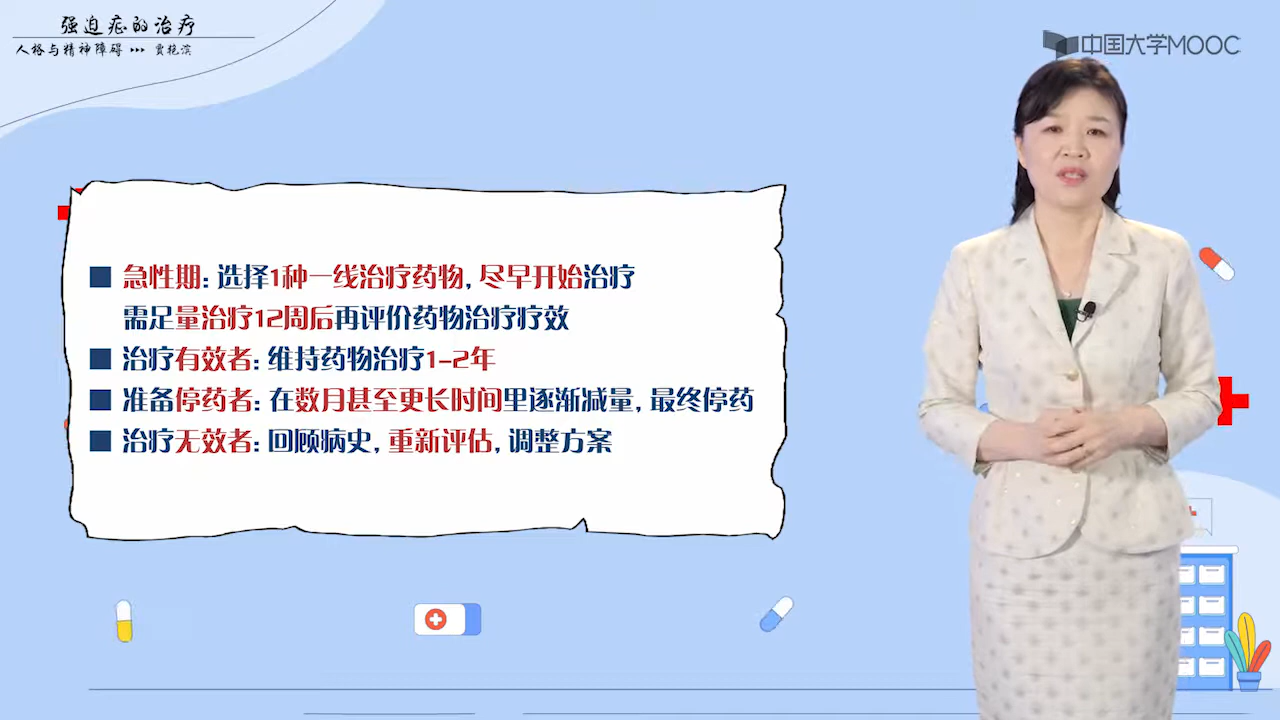 强迫症的治疗
人格与精神障碍 ▸▸▸ 贾艳滨
中国大学MOOC
■ 急性期: 选择1种一线治疗药物, 尽早开始治疗
需足量治疗12周后再评价药物治疗疗效
■ 治疗有效者: 维持药物治疗1-2年
■ 准备停药者: 在数月甚至更长时间里逐渐减量, 最终停药
■ 治疗无效者: 回顾病史, 重新评估, 调整方案